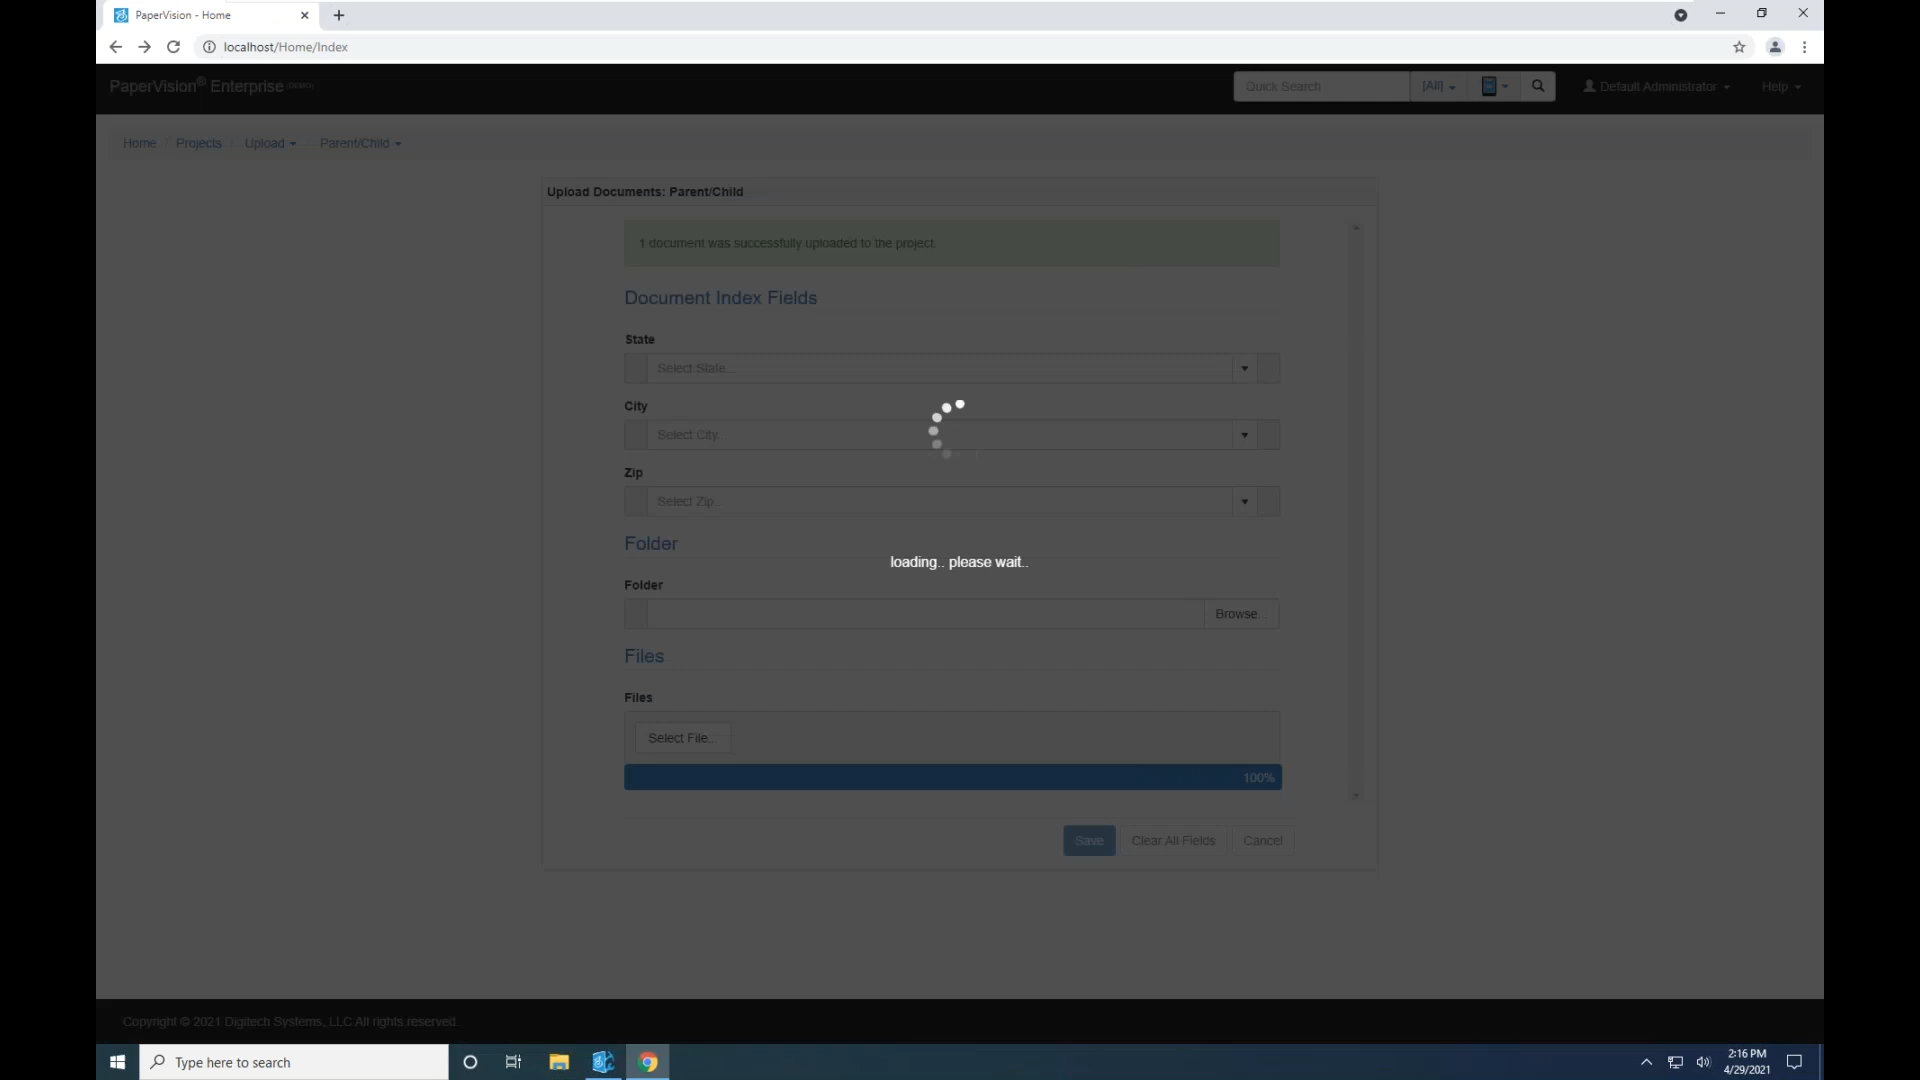 PaperVision - Home
localhost/Home/Index
PaperVision® Enterprise (DEMO)
Quick Search
[All]
Default Administrator
Help
Home
Projects
Upload
Parent/Child
Upload Documents: Parent/Child
1 document was successfully uploaded to the project.
Document Index Fields
State
Select State...
City
Select City...
loading.. please wait..
Zip
Select Zip...
Folder
Folder
Browse...
Files
Files
Select File...
100%
Save
Clear All Fields
Cancel
Copyright © 2021 Digitech Systems, LLC All rights reserved.
Type here to search
2:16 PM
4/29/2021